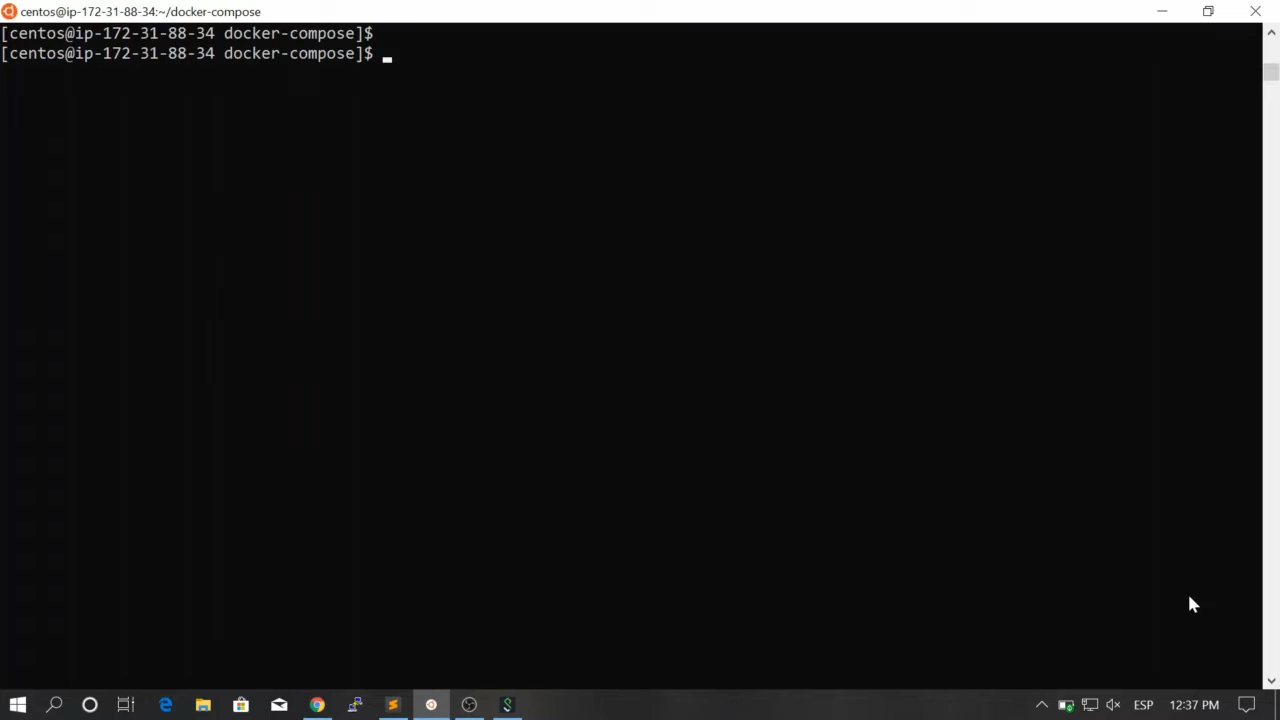 centos@ip-172-31-88-34:~/docker-compose
[centos@ip-172-31-88-34 docker-compose]$
[centos@ip-172-31-88-34 docker-compose]$
ESP
12:37 PM